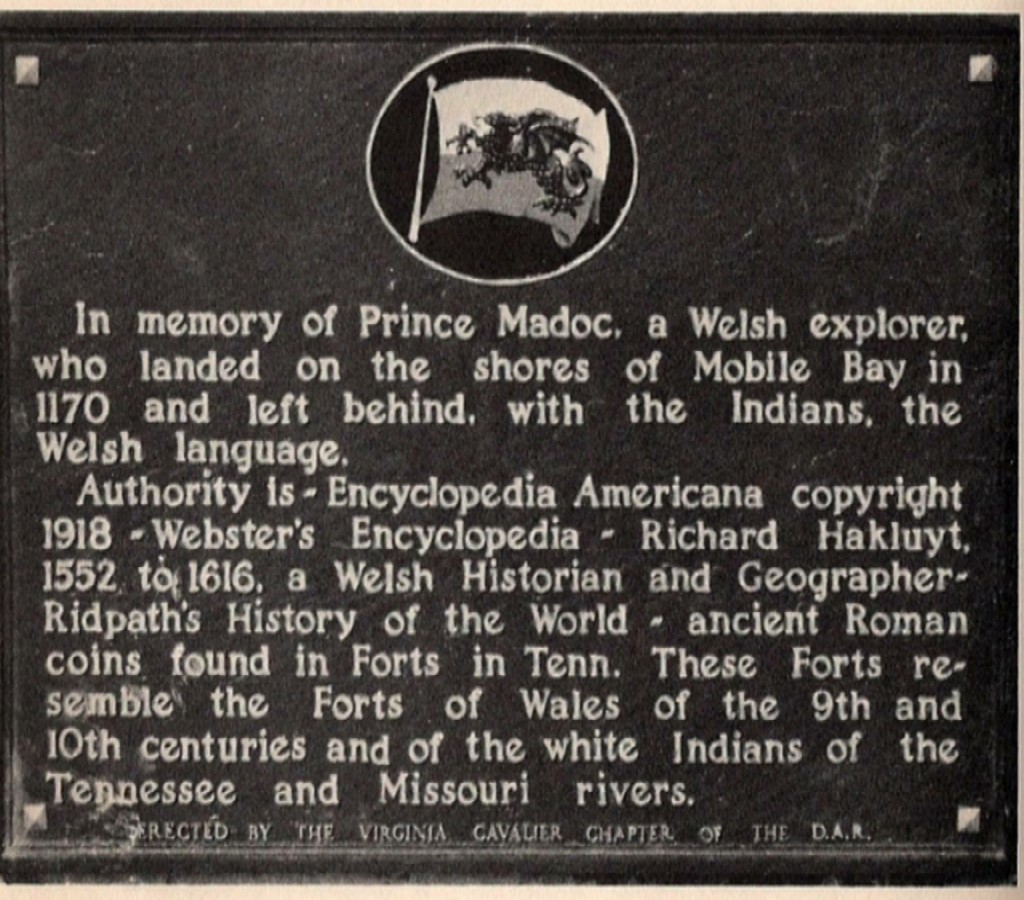 In memory of Prince Madoc, a Welsh explorer,
who landed on the shores of Mobile Bay in
1170 and left behind, with the Indians, the
Welsh language.
Authority is - Encyclopedia Americana copyright
1918 - Webster's Encyclopedia - Richard Hakluyt,
1552 to 1616, a Welsh Historian and Geographer-
Ridpath's History of the World - ancient Roman
coins found in Forts in Tenn. These Forts re-
semble the Forts of Wales of the 9th and
10th centuries and of the white Indians of the
Tennessee and Missouri rivers.
ERECTED BY THE VIRGINIA CAVALIER CHAPTER OF THE D.A.R.